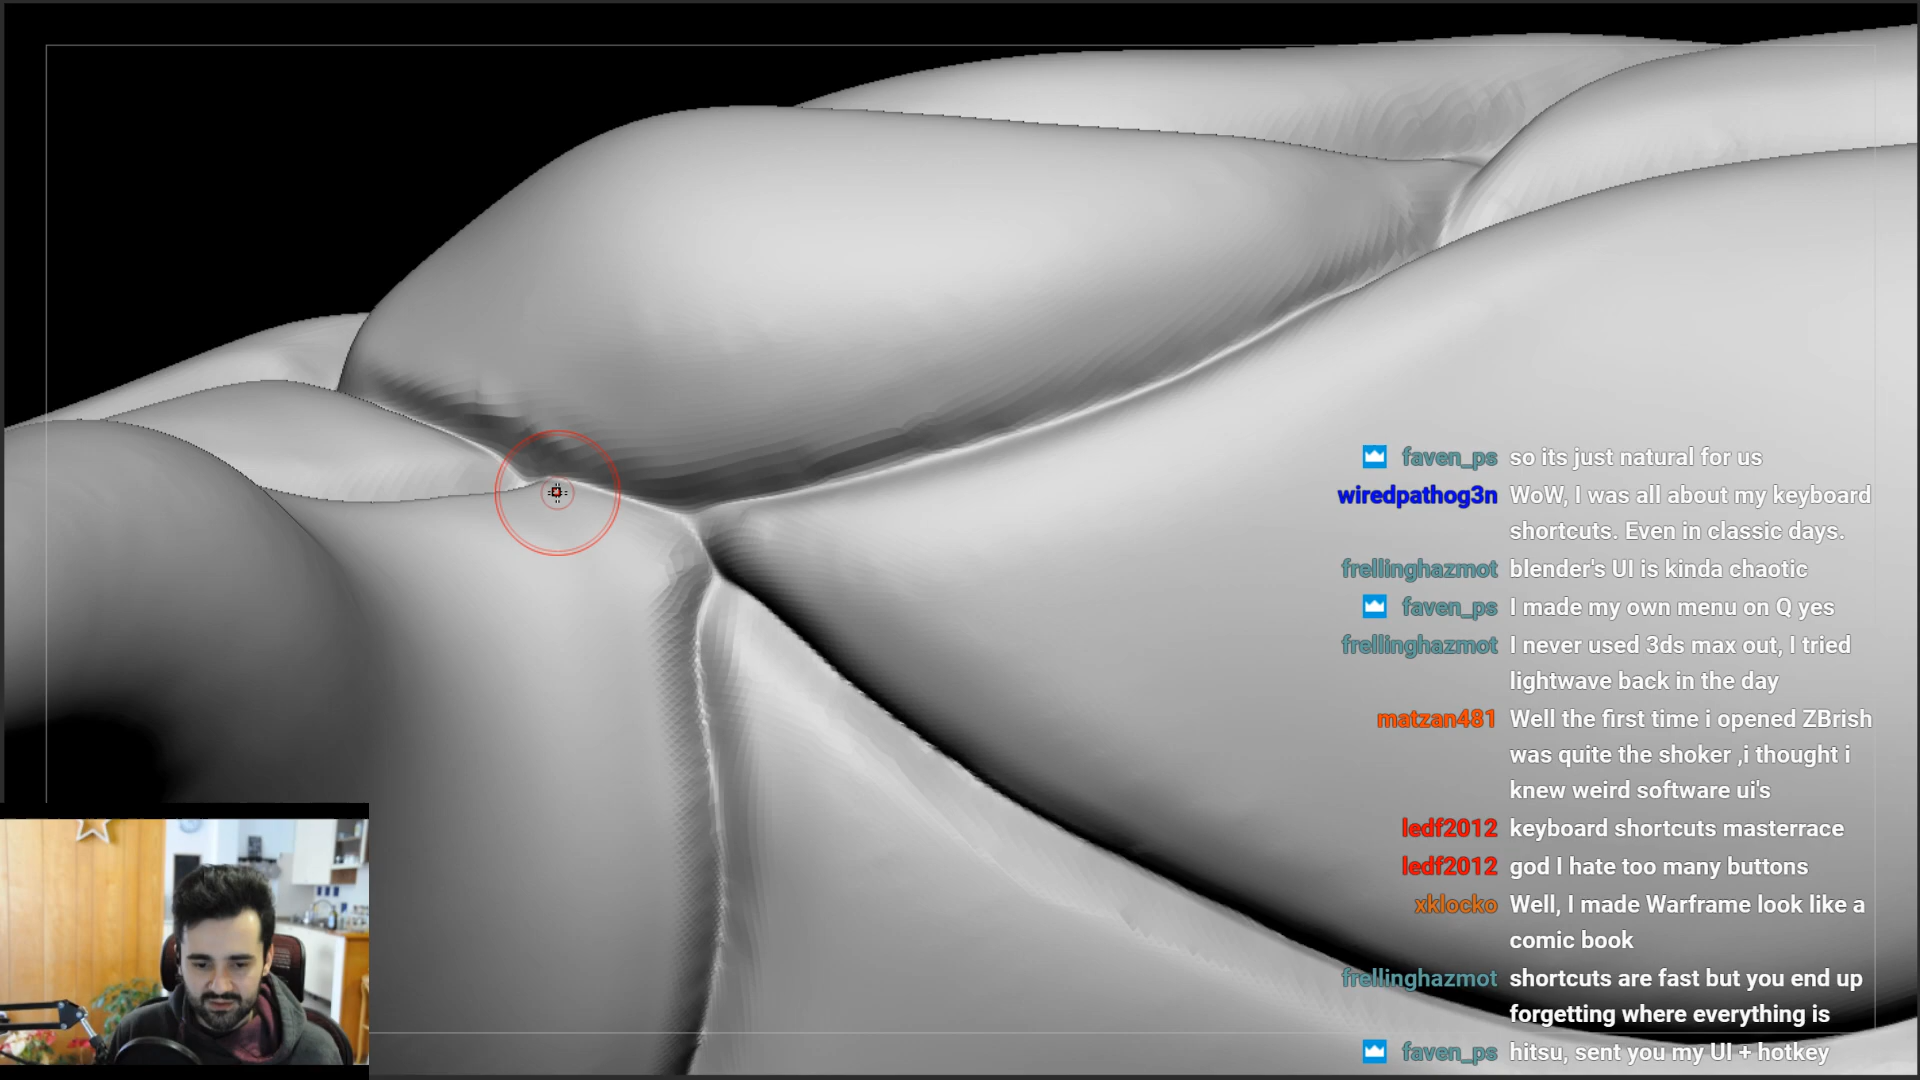 faven_ps so its just natural for us
wiredpathog3n WoW, I was all about my keyboard
shortcuts. Even in classic days.
frellinghazmot blender's UI is kinda chaotic
faven_ps I made my own menu on Q yes
frellinghazmot I never used 3ds max out, I tried
lightwave back in the day
matzan481 Well the first time i opened ZBrish
was quite the shoker ,i thought i
knew weird software ui's
ledf2012 keyboard shortcuts masterrace
ledf2012 god I hate too many buttons
xklocko Well, I made Warframe look like a
comic book
frellinghazmot shortcuts are fast but you end up
forgetting where everything is
faven_ps hitsu, sent you my UI + hotkey